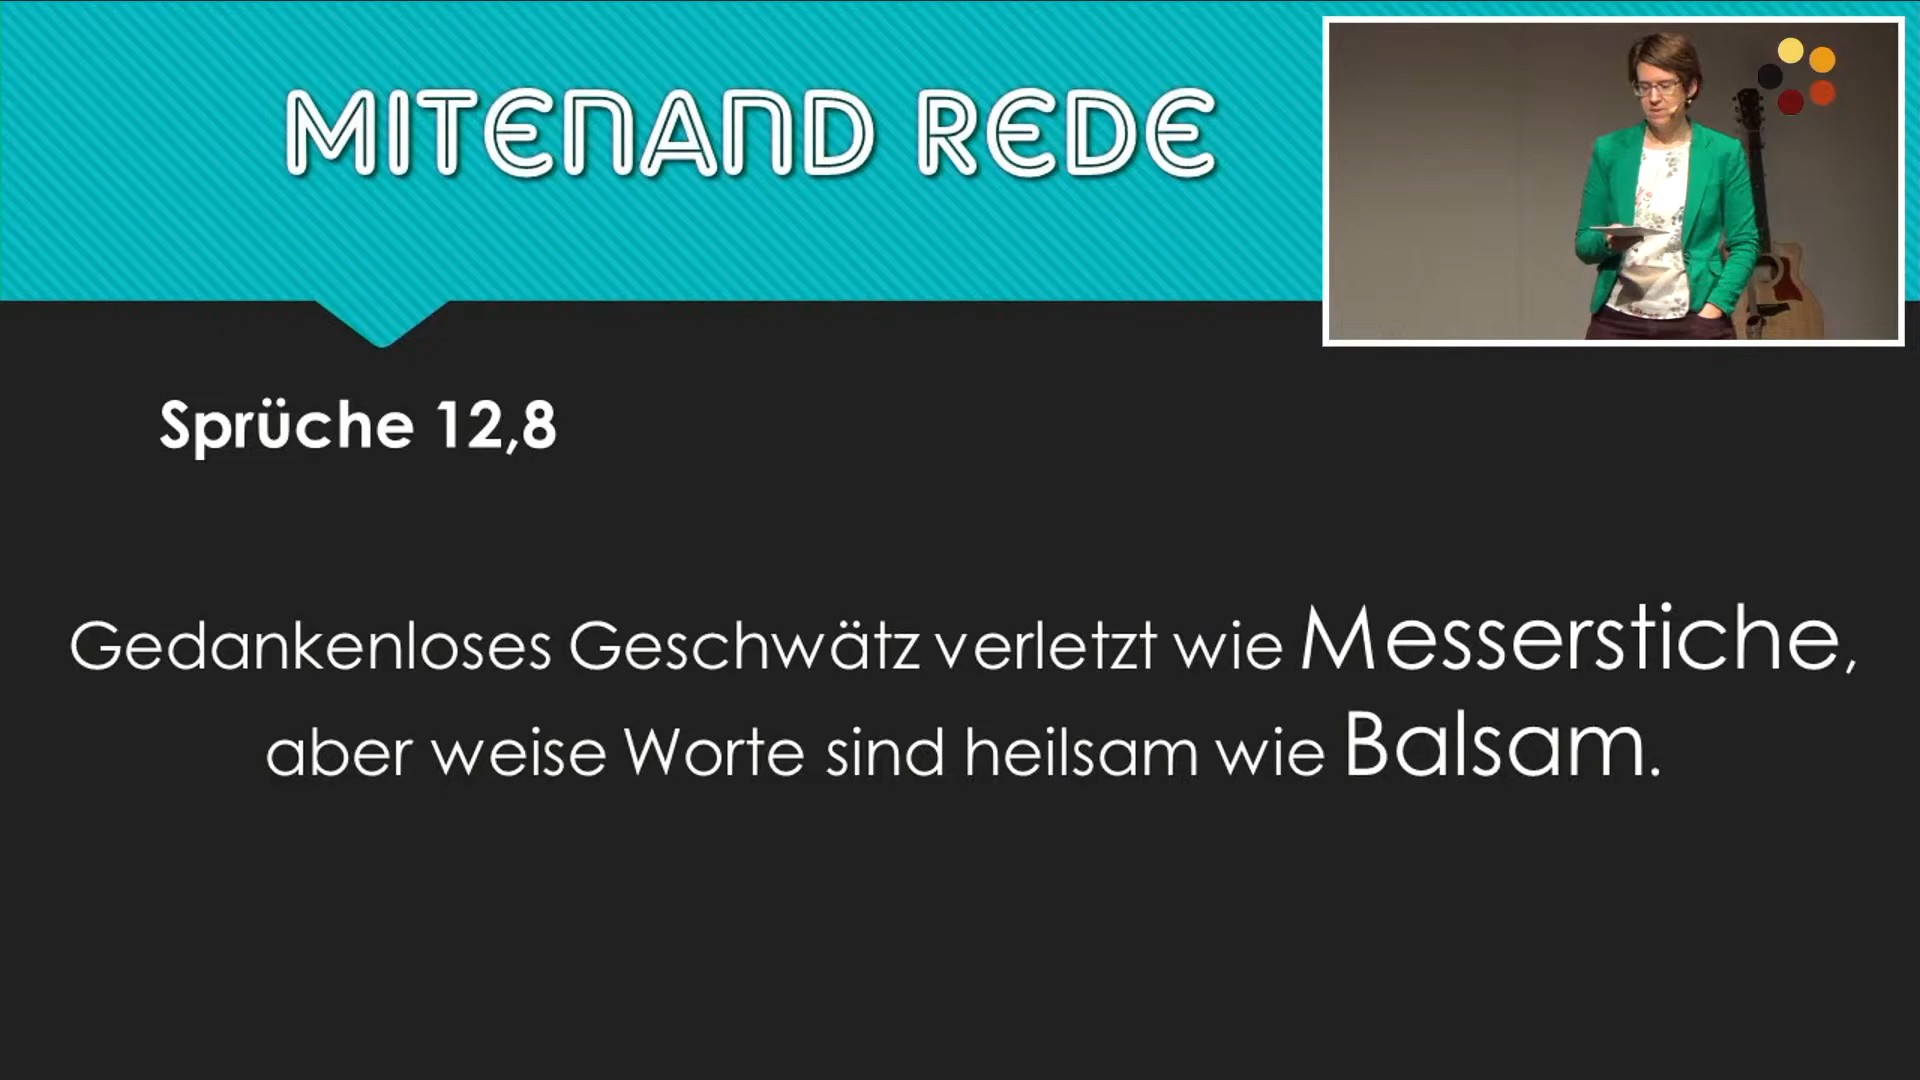 MITENAND REDE
Sprüche 12,8
Gedankenloses Geschwätz verletzt wie Messerstiche,
aber weise Worte sind heilsam wie Balsam.